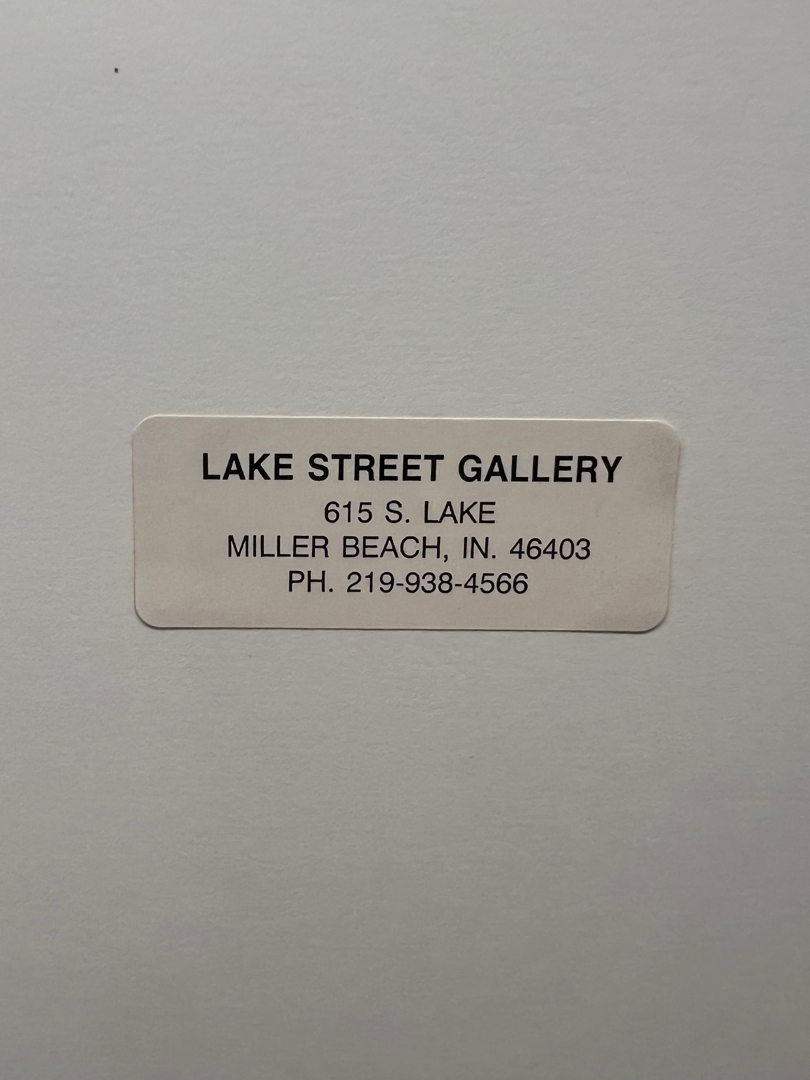 LAKE STREET GALLERY
615 S. LAKE
MILLER BEACH, IN. 46403
PH. 219-938-4566